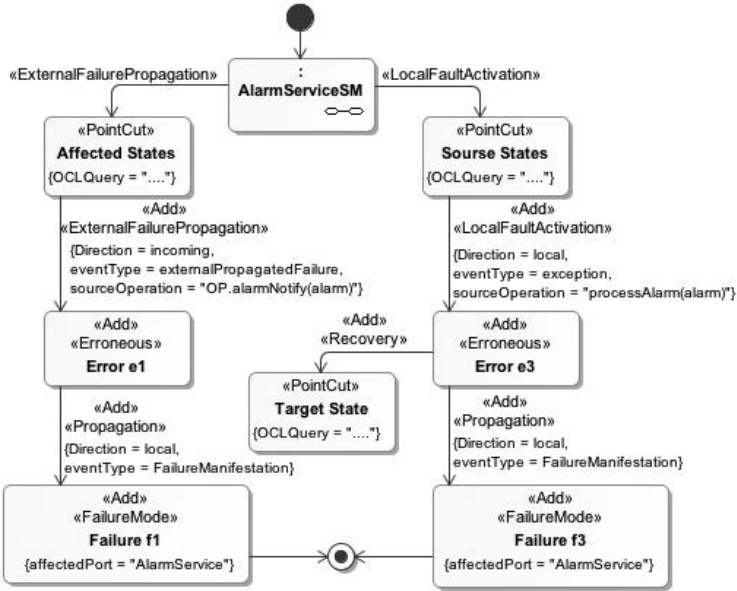 «ExternalFailurePropagation»
:
AlarmServiceSM
«LocalFaultActivation»
«PointCut»
Affected States
{OCLQuery = "...."}
«PointCut»
Sourse States
{OCLQuery = "...."}
«Add»
«ExternalFailurePropagation»
{Direction = incoming,
eventType = externalPropagatedFailure,
sourceOperation = "OP.alarmNotify(alarm)"}
«Add»
«LocalFaultActivation»
{Direction = local,
eventType = exception,
sourceOperation = "processAlarm(alarm)"}
«Add»
«Erroneous»
Error e1
«Add»
«Recovery»
«Add»
«Erroneous»
Error e3
«PointCut»
Target State
{OCLQuery = "...."}
«Add»
«Propagation»
{Direction = local,
eventType = FailureManifestation}
«Add»
«Propagation»
{Direction = local,
eventType = FailureManifestation}
«Add»
«FailureMode»
Failure f1
{affectedPort = "AlarmService"}
«Add»
«FailureMode»
Failure f3
{affectedPort = "AlarmService"}